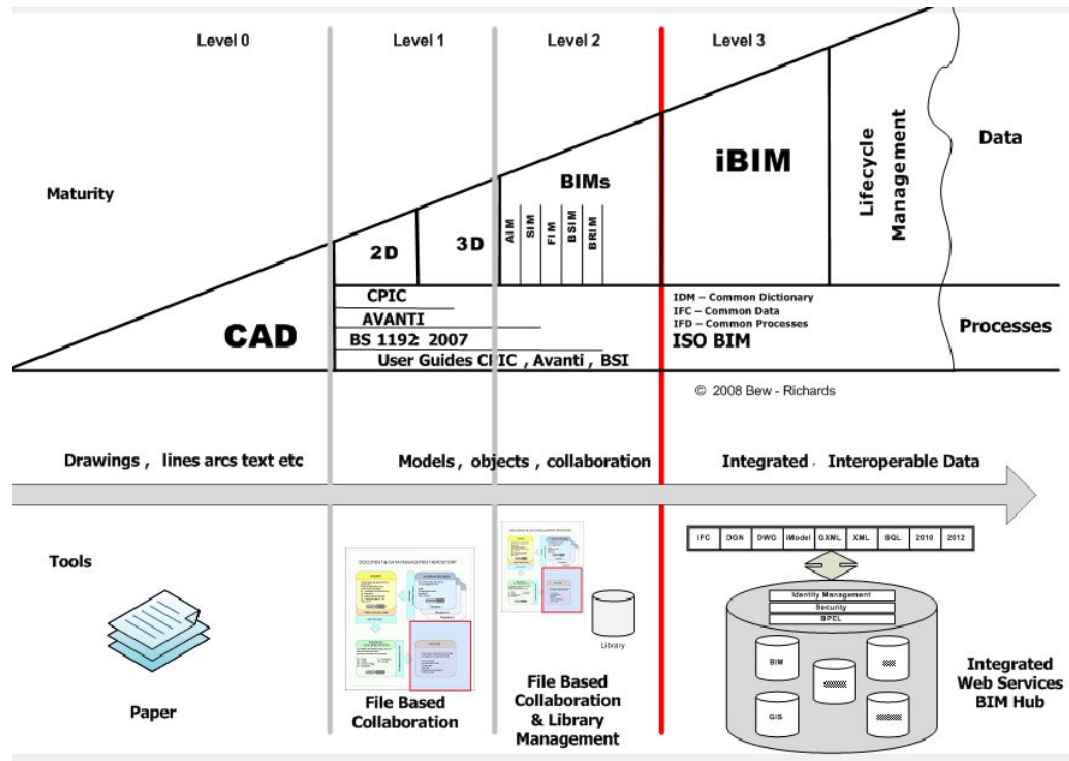 Level 0
Level 1
Level 2
Level 3
Maturity
CAD
2D
3D
BIMs
AIM
SIM
FIM
BSIM
BRIM
iBIM
Lifecycle
Management
Data
CPIC
AVANTI
BS 1192: 2007
User Guides CPIC , Avanti , BSI
IDM – Common Dictionary
IFC – Common Data
IFD – Common Processes
ISO BIM
Processes
© 2008 Bew - Richards
Drawings , lines arcs text etc
Models , objects , collaboration
Integrated , Interoperable Data
Tools
Paper
DOCUMENT & DATA MANAGEMENT REPOSITORY
File Based
Collaboration
Library
File Based
Collaboration
& Library
Management
IFC
DGN
DWG
iModel
GXML
XML
2010
2012
Identity Management
Security
BIM
GIS
Integrated
Web Services
BIM Hub